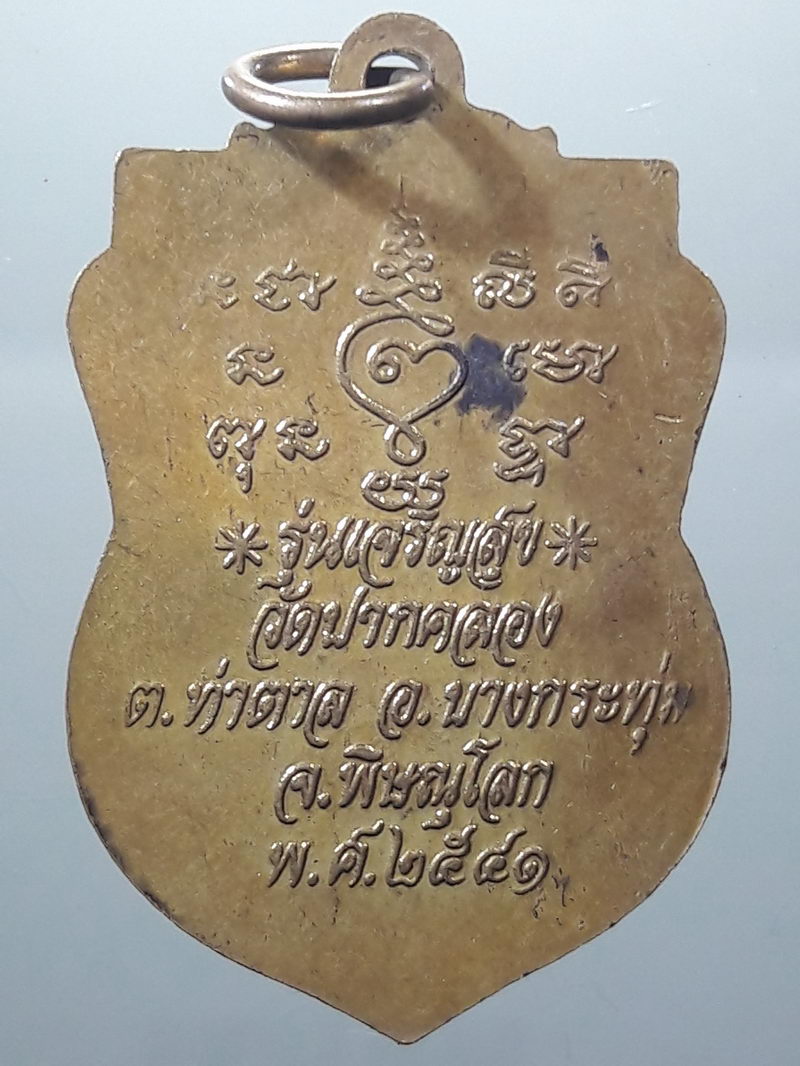 * รุ่นเจริญสุข *
วัดปากคลอง
ต.ท่าตาล อ.บางกระทุ่ม
จ.พิษณุโลก
พ.ศ.๒๕๔๑